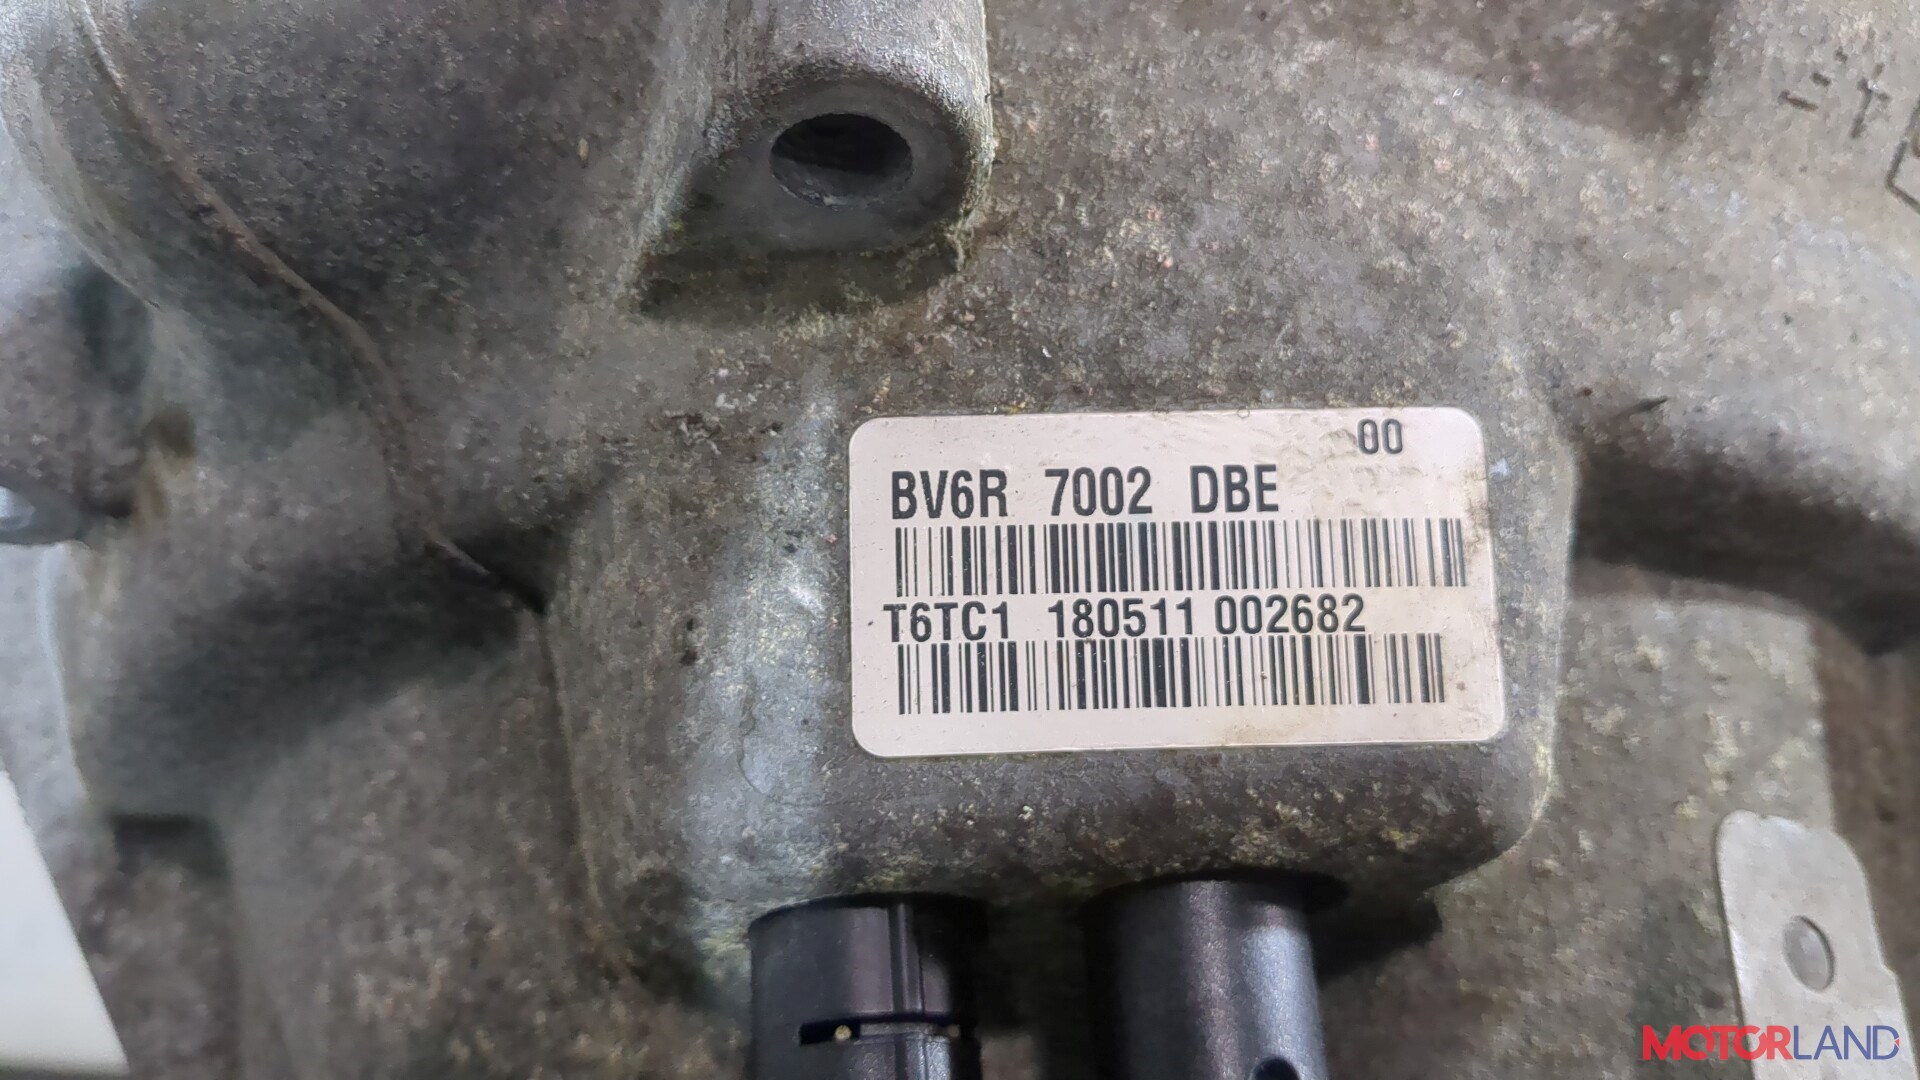 00
BV6R 7002 DBE
T6TC1 180511 002682
MOTORLAND